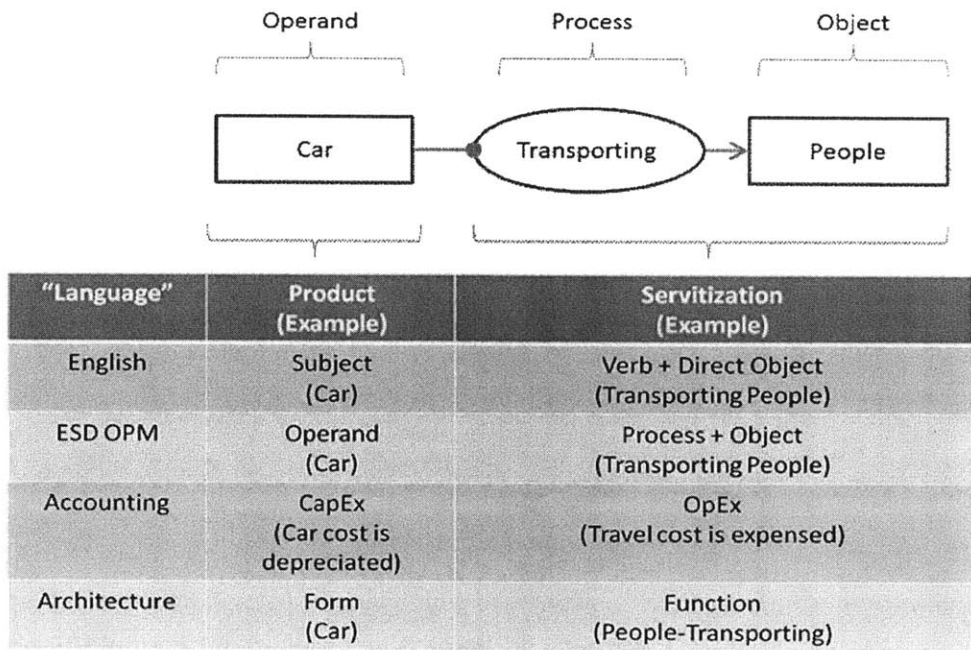 Operand Process Object
Car Transporting People
"Language" Product Servitization
(Example) (Example)
English Subject Verb + Direct Object
(Car) (Transporting People)
ESD OPM Operand Process + Object
(Car) (Transporting People)
Accounting CapEx OpEx
(Car cost is (Travel cost is expensed)
depreciated)
Architecture Form Function
(Car) (People-Transporting)